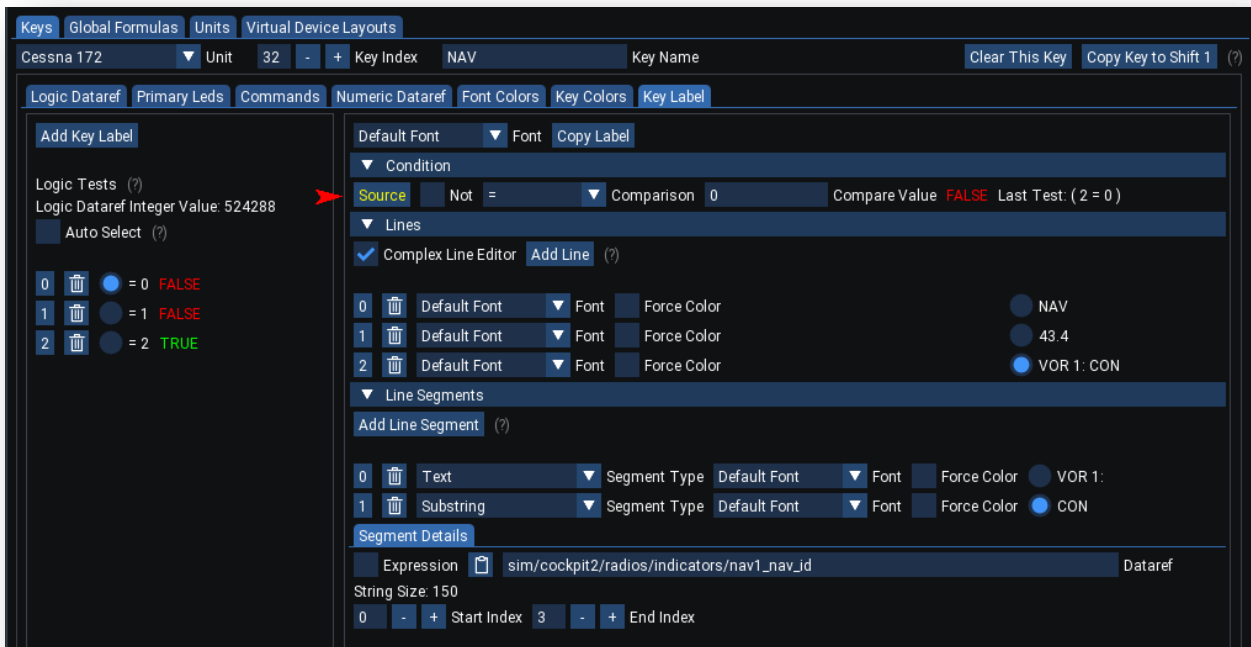 Keys Global Formulas Units Virtual Device Layouts
Cessna 172 Unit 32 - + Key Index NAV Key Name Clear This Key Copy Key to Shift 1 (?)
Logic Dataref Primary Leds Commands Numeric Dataref Font Colors Key Colors Key Label
Add Key Label
Logic Tests (?)
Logic Dataref Integer Value: 524288
Auto Select (?)
0 = 0 FALSE
1 = 1 FALSE
2 = 2 TRUE
Default Font Font Copy Label
Condition
Source Not = Comparison 0 Compare Value FALSE Last Test: ( 2 = 0 )
Lines
Complex Line Editor Add Line (?)
0 Default Font Font Force Color NAV
1 Default Font Font Force Color 43.4
2 Default Font Font Force Color VOR 1: CON
Line Segments
Add Line Segment (?)
0 Text Segment Type Default Font Font Force Color VOR 1:
1 Substring Segment Type Default Font Font Force Color CON
Segment Details
Expression sim/cockpit2/radios/indicators/nav1_nav_id Dataref
String Size: 150
0 - + Start Index 3 - + End Index